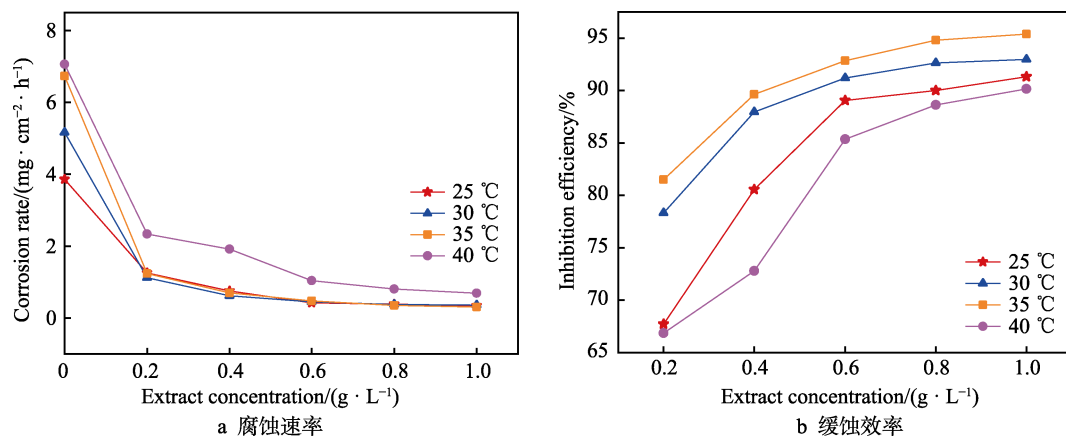 Corrosion rate/(mg · cm⁻² · h⁻¹)
8
6
4
2
0
25 ℃
30 ℃
35 ℃
40 ℃
0 0.2 0.4 0.6 0.8 1.0
Extract concentration/(g · L⁻¹)
a 腐蚀速率
Inhibition efficiency/%
95
90
85
80
75
70
65
25 ℃
30 ℃
35 ℃
40 ℃
0.2 0.4 0.6 0.8 1.0
Extract concentration/(g · L⁻¹)
b 缓蚀效率